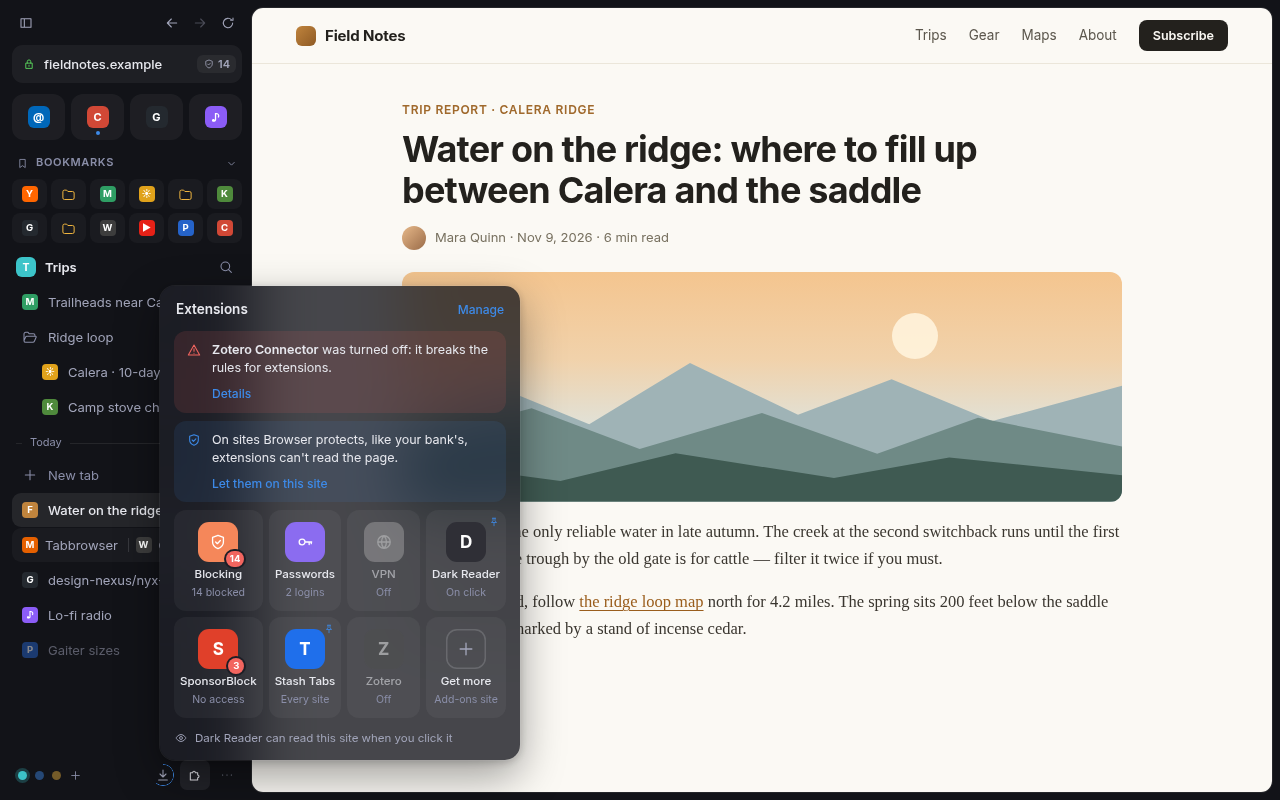 fieldnotes.example
14
@
C
G
BOOKMARKS
Y
M
K
G
W
P
C
T
Trips
M
Trailheads near Ca
Ridge loop
Calera · 10-day
K
Camp stove ch
Today
New tab
F
Water on the ridge
Tabbrowser
W
G
design-nexus/nyx-
Lo-fi radio
P
Gaiter sizes
Field Notes
Trips
Gear
Maps
About
Subscribe
TRIP REPORT · CALERA RIDGE
Water on the ridge: where to fill up
between Calera and the saddle
Mara Quinn · Nov 9, 2026 · 6 min read
only reliable water in late autumn. The creek at the second switchback runs until the first
trough by the old gate is for cattle — filter it twice if you must.
follow the ridge loop map north for 4.2 miles. The spring sits 200 feet below the saddle
marked by a stand of incense cedar.
Extensions
Manage
Zotero Connector was turned off: it breaks the
rules for extensions.
Details
On sites Browser protects, like your bank's,
extensions can't read the page.
Let them on this site
14
Blocking
14 blocked
Passwords
2 logins
VPN
Off
D
Dark Reader
On click
S
3
SponsorBlock
No access
T
Stash Tabs
Every site
Z
Zotero
Off
Get more
Add-ons site
Dark Reader can read this site when you click it